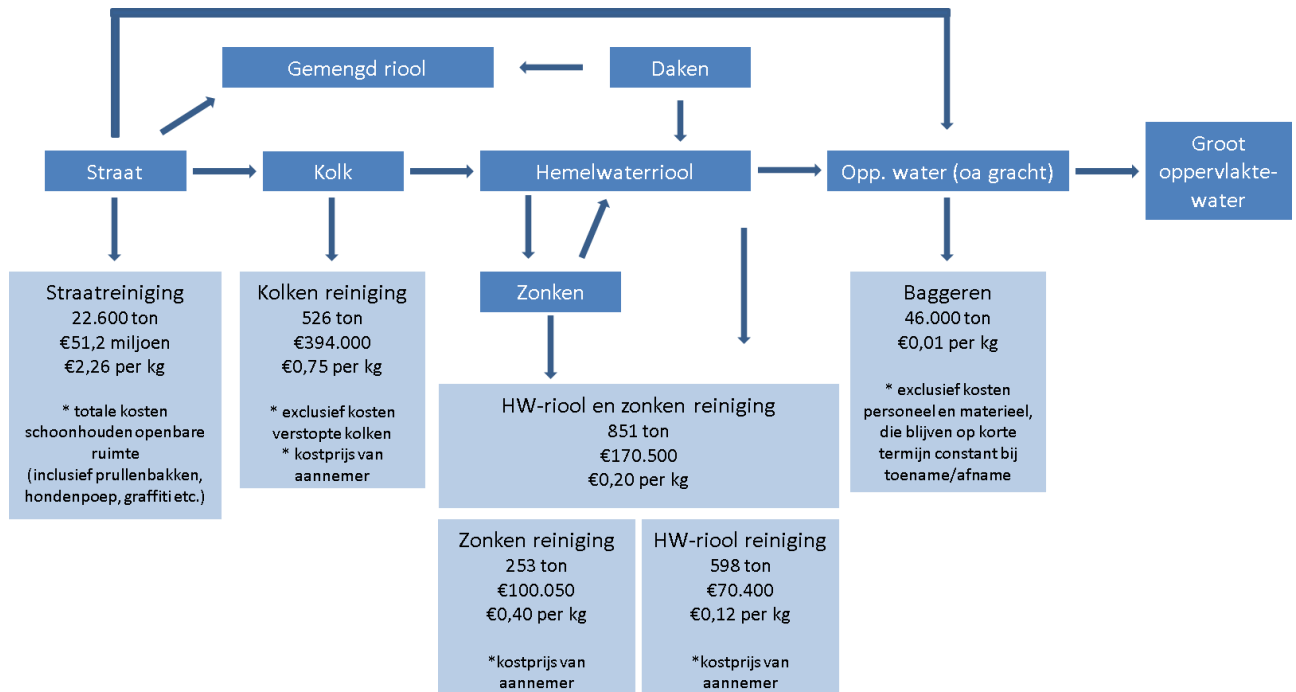 Gemengd riool
Daken
Straat
Kolk
Hemelwaterriool
Opp. water (oa gracht)
Groot
oppervlakte-
water
Zonken
Straatreiniging
22.600 ton
€51,2 miljoen
€2,26 per kg
* totale kosten
schoonhouden openbare
ruimte
(inclusief prullenbakken,
hondenpoep, graffiti etc.)
Kolken reiniging
526 ton
€394.000
€0,75 per kg
* exclusief kosten
verstopte kolken
* kostprijs van
aannemer
HW-riool en zonken reiniging
851 ton
€170.500
€0,20 per kg
Baggeren
46.000 ton
€0,01 per kg
* exclusief kosten
personeel en materieel,
die blijven op korte
termijn constant bij
toename/afname
Zonken reiniging
253 ton
€100.050
€0,40 per kg
*kostprijs van
aannemer
HW-riool reiniging
598 ton
€70.400
€0,12 per kg
*kostprijs van
aannemer